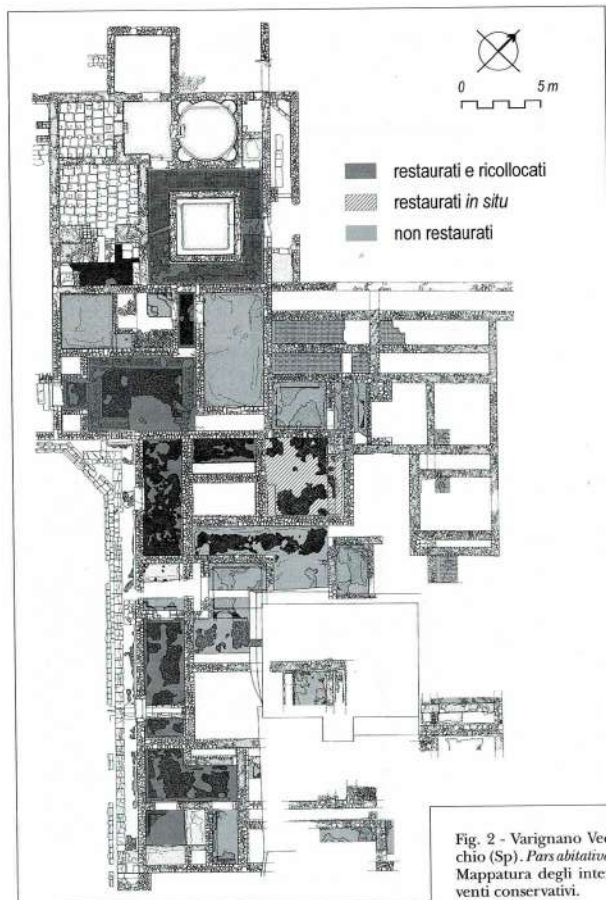 0 5 m
restaurati e ricollocati
restaurati in situ
non restaurati
Fig. 2 - Varignano Vec-
chio (Sp). Pars abitativa.
Mappatura degli inter-
venti conservativi.